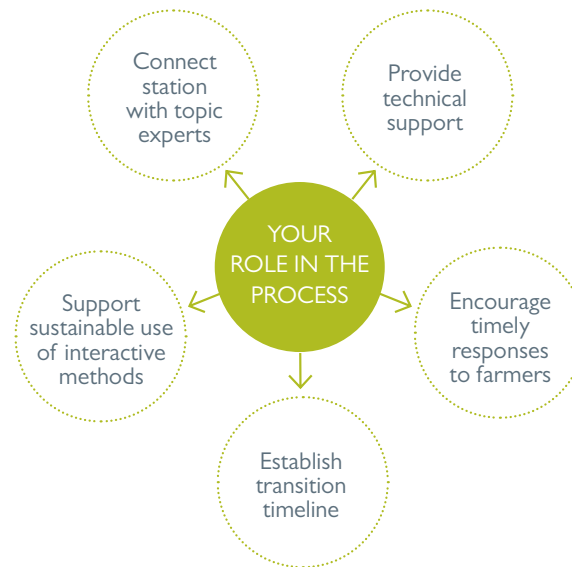 Connect
station
with topic
experts
Provide
technical
support
YOUR
ROLE IN THE
PROCESS
Support
sustainable use
of interactive
methods
Encourage
timely
responses
to farmers
Establish
transition
timeline